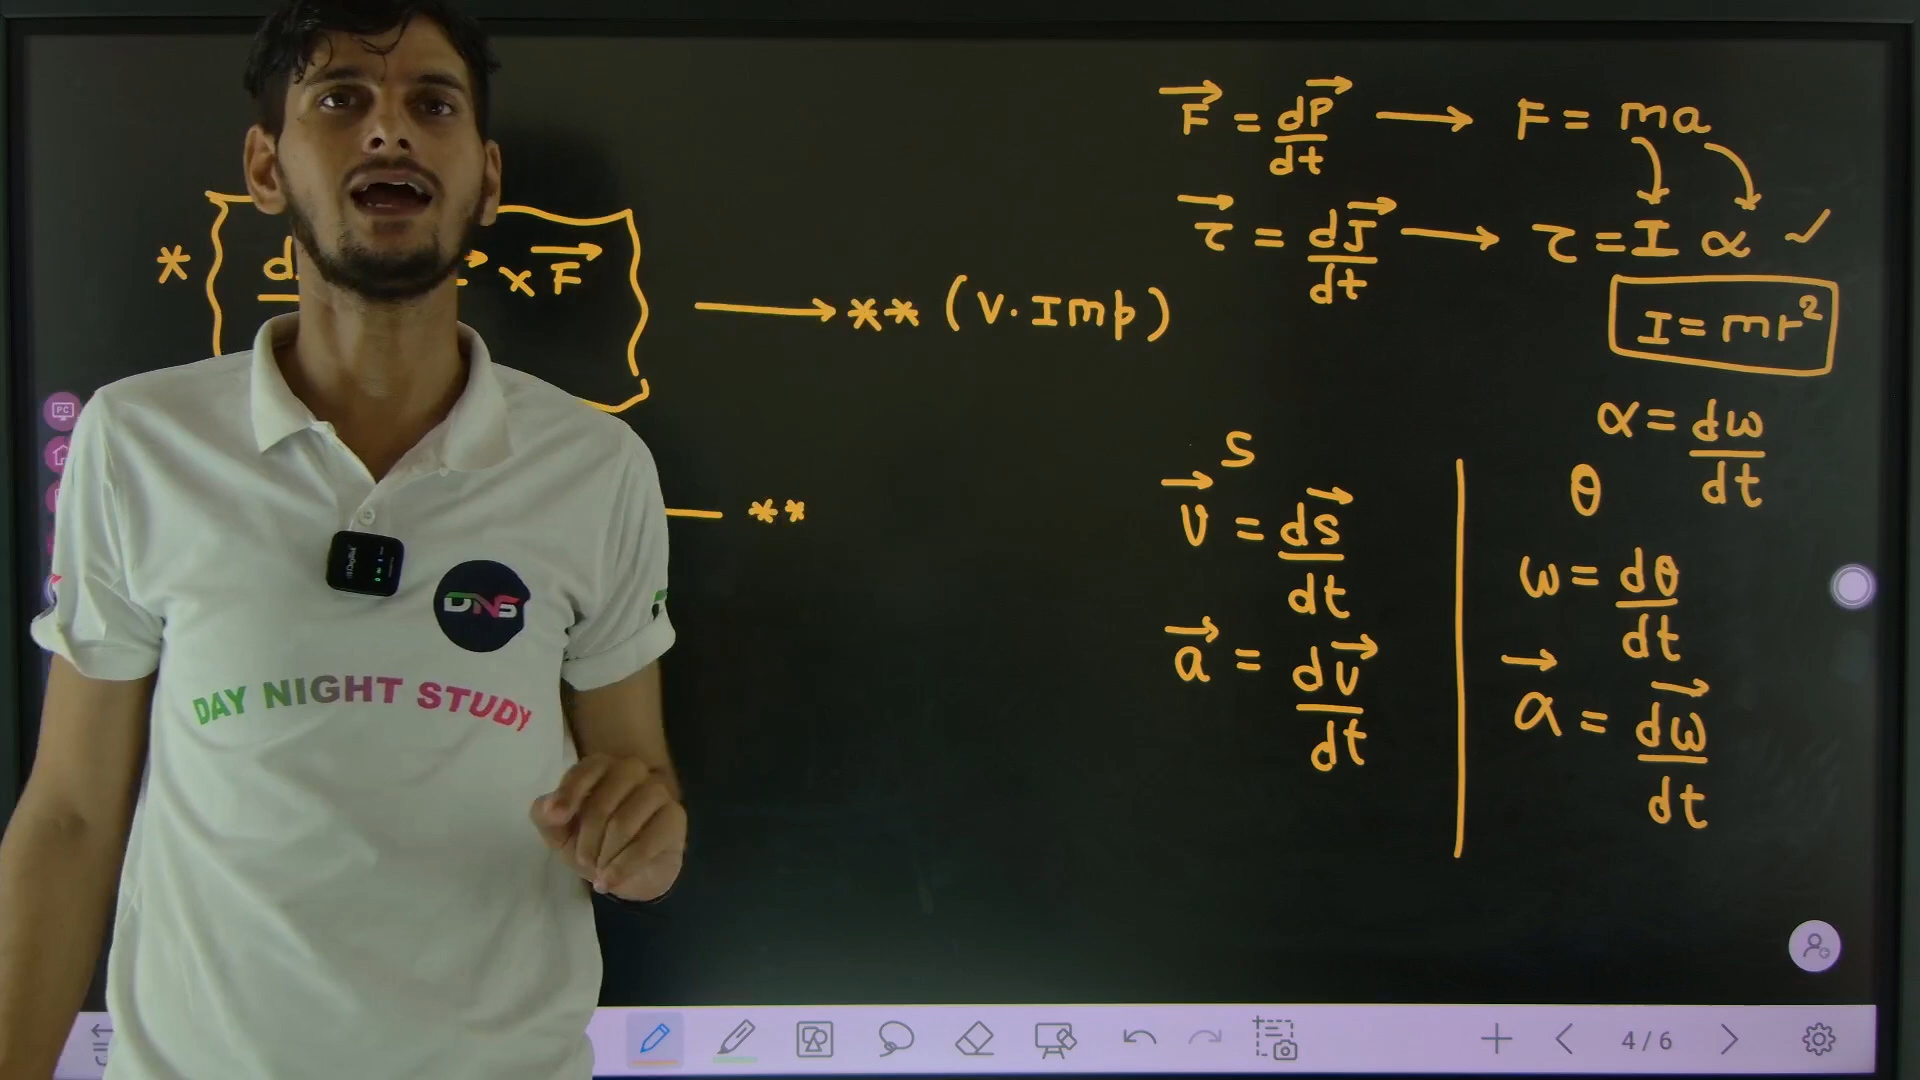 F⃗ = dP⃗/dt → F = ma
τ⃗ = dJ⃗/dt → τ = I α ✓
* d × F⃗ → ** (V. Imp)
I = mr²
α = dω/dt
S
θ
v⃗ = ds⃗/dt
ω = dθ/dt
a⃗ = dv⃗/dt
α⃗ = dω⃗/dt
— **
DNS
DAY NIGHT STUDY
PC
4 / 6